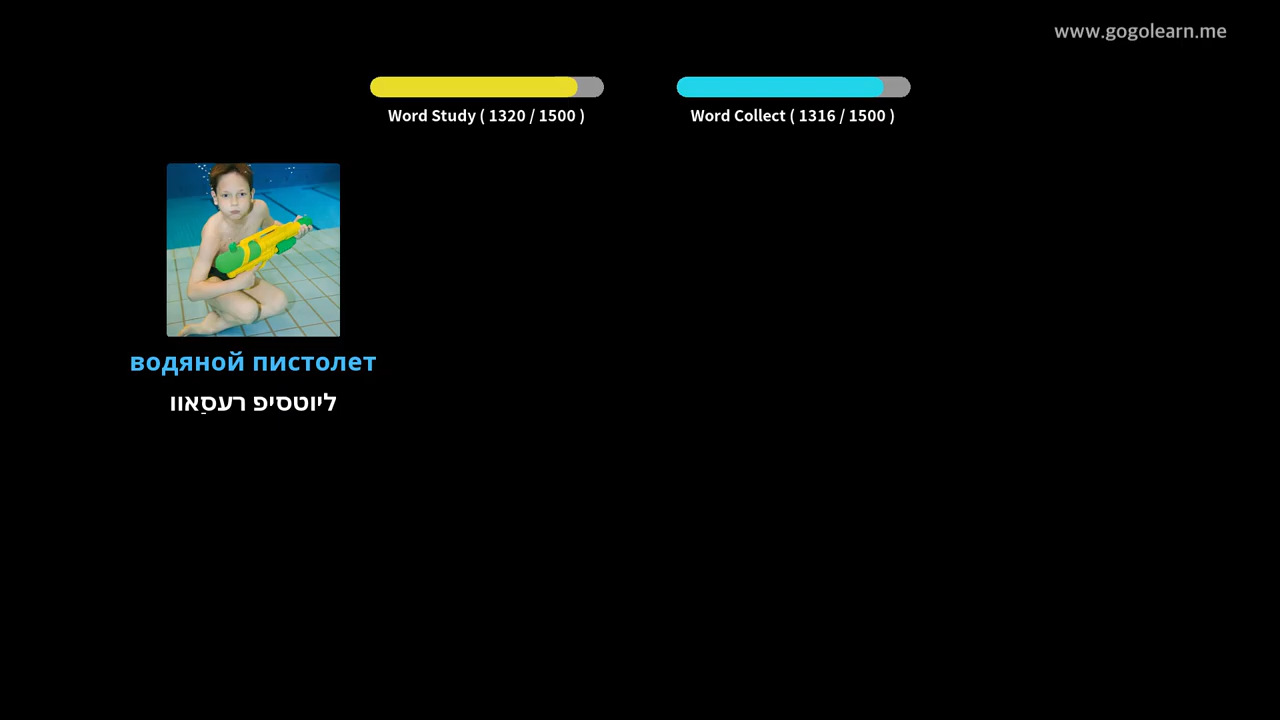 www.gogolearn.me
Word Study ( 1320 / 1500 )
Word Collect ( 1316 / 1500 )
водяной пистолет
ליוטסיפ רעסַאוו